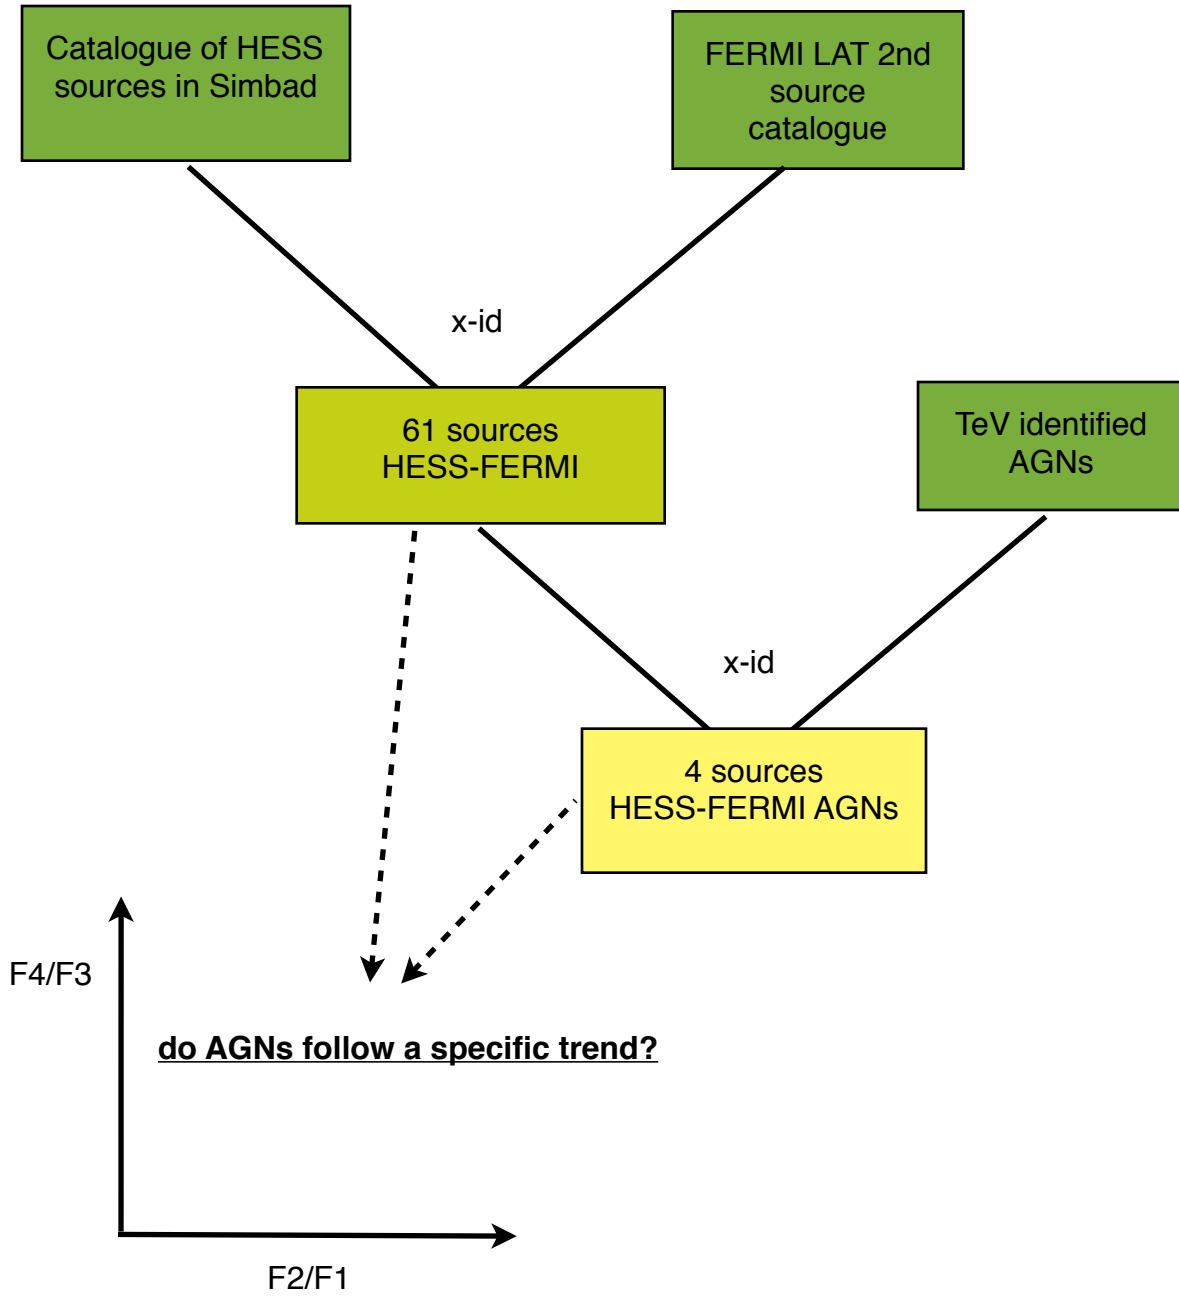 Catalogue of HESS
sources in Simbad
FERMI LAT 2nd
source
catalogue
x-id
61 sources
HESS-FERMI
TeV identified
AGNs
x-id
4 sources
HESS-FERMI AGNs
F4/F3
do AGNs follow a specific trend?
F2/F1